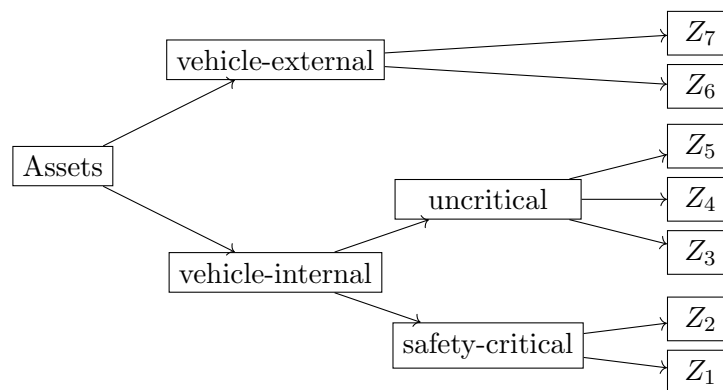 Z₇
vehicle-external
Z₆
Z₅
Assets
uncritical
Z₄
Z₃
vehicle-internal
Z₂
safety-critical
Z₁